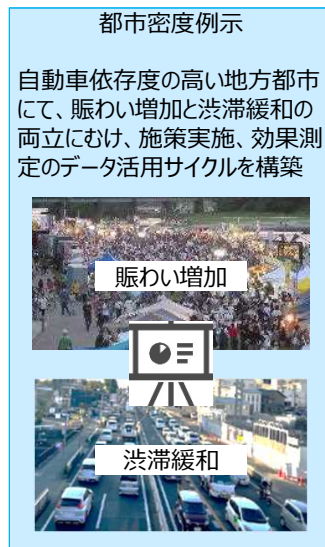 都市密度例示
自動車依存度の高い地方都市
にて、賑わい増加と渋滞緩和の
両立にむけ、施策実施、効果測
定のデータ活用サイクルを構築
賑わい増加
渋滞緩和